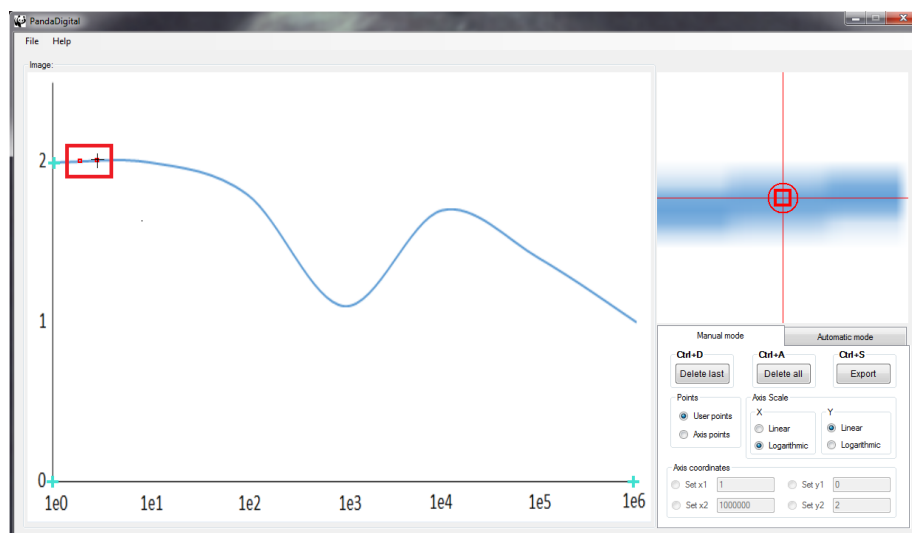 PandaDigital
File Help
Image:
2
1
0
1e0 1e1 1e2 1e3 1e4 1e5 1e6
Manual mode Automatic mode
Ctrl+D Ctrl+A Ctrl+S
Delete last Delete all Export
Points Axis Scale
X Y
User points Linear Linear
Axis points Logarithmic Logarithmic
Axis coordinates
Set x1 1 Set y1 0
Set x2 1000000 Set y2 2